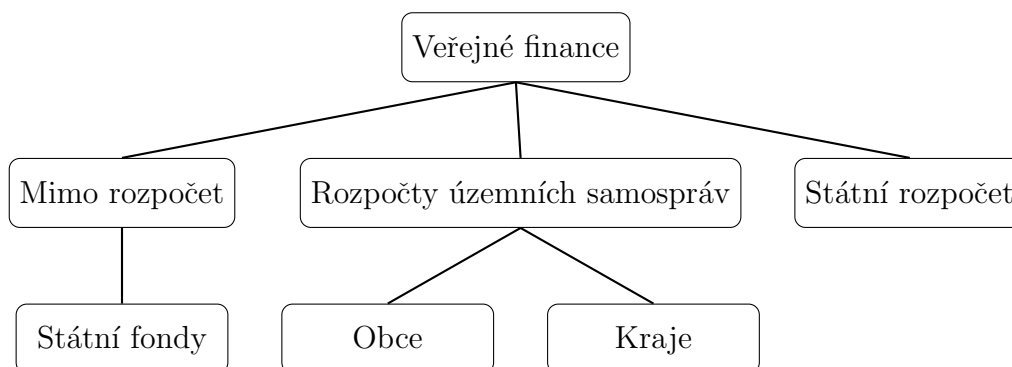 Veřejné finance
Mimo rozpočet
Rozpočty územních samospráv
Státní rozpočet
Státní fondy
Obce
Kraje